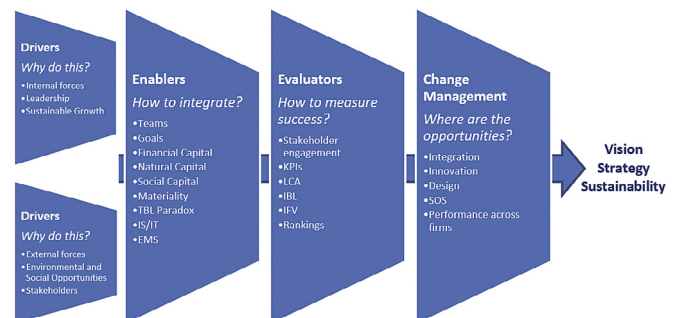 Drivers
Why do this?
•Internal forces
•Leadership
•Sustainable Growth
Drivers
Why do this?
•External forces
•Environmental and
Social Opportunities
•Stakeholders
Enablers
How to integrate?
•Teams
•Goals
•Financial Capital
•Natural Capital
•Social Capital
•Materiality
•TBL Paradox
•IS/IT
•EMS
Evaluators
How to measure
success?
•Stakeholder
engagement
•KPIs
•LCA
•IBL
•IFV
•Rankings
Change
Management
Where are the
opportunities?
•Integration
•Innovation
•Design
•SOS
•Performance across
firms
Vision
Strategy
Sustainability